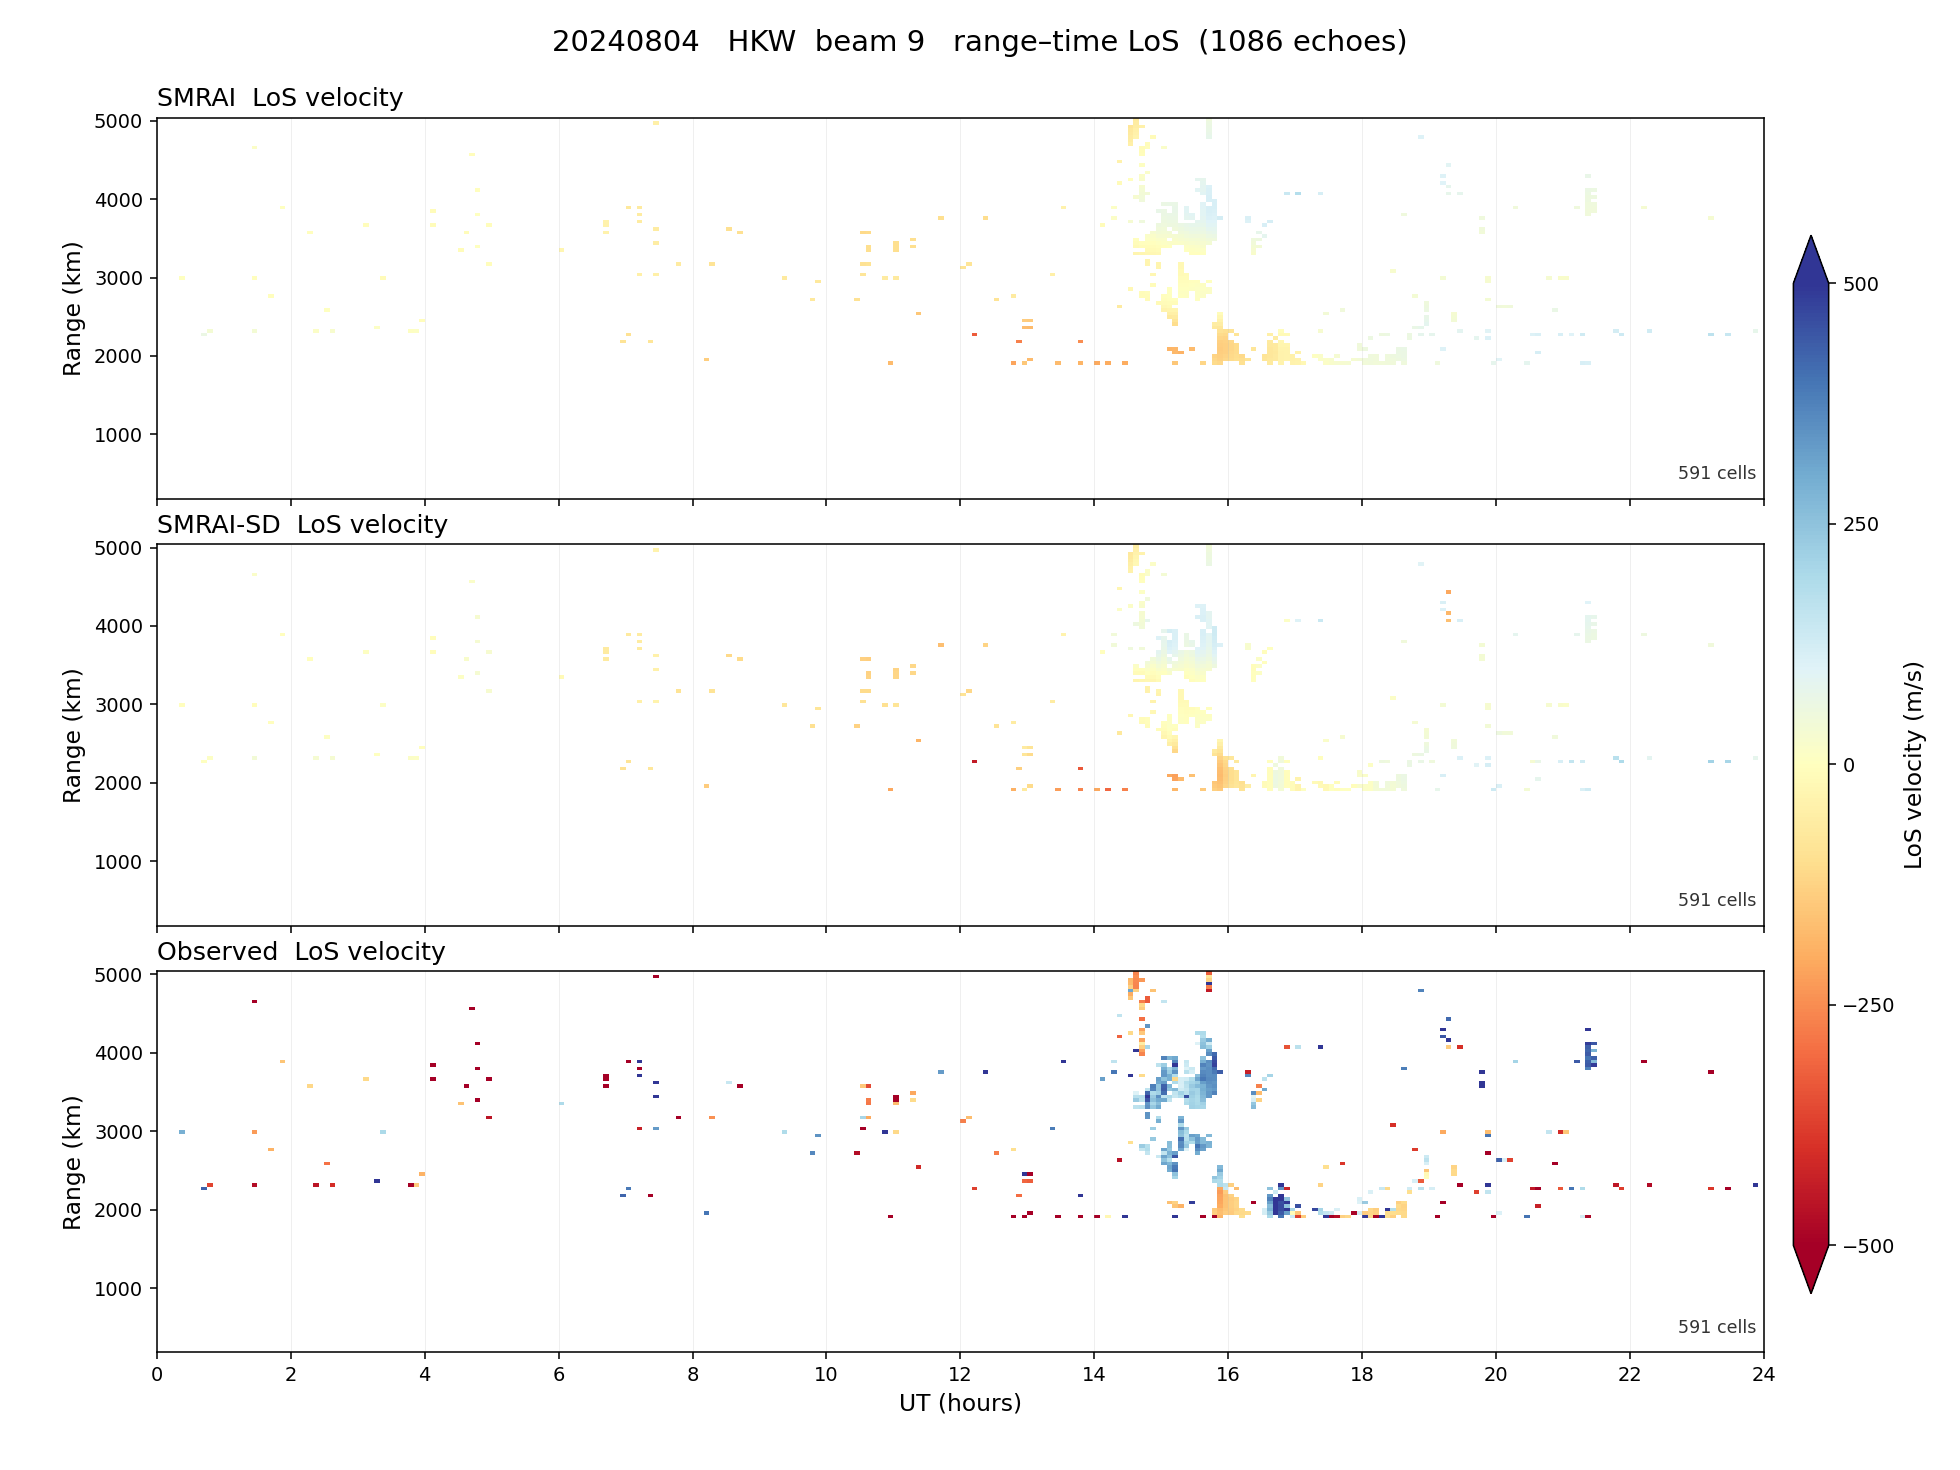 20240804   HKW  beam 9   range–time LoS  (1086 echoes)
SMRAI  LoS velocity
5000
4000
3000
2000
1000
Range (km)
591 cells
SMRAI-SD  LoS velocity
5000
4000
3000
2000
1000
Range (km)
591 cells
Observed  LoS velocity
5000
4000
3000
2000
1000
Range (km)
591 cells
0 2 4 6 8 10 12 14 16 18 20 22 24
UT (hours)
500
250
0
−250
−500
LoS velocity (m/s)